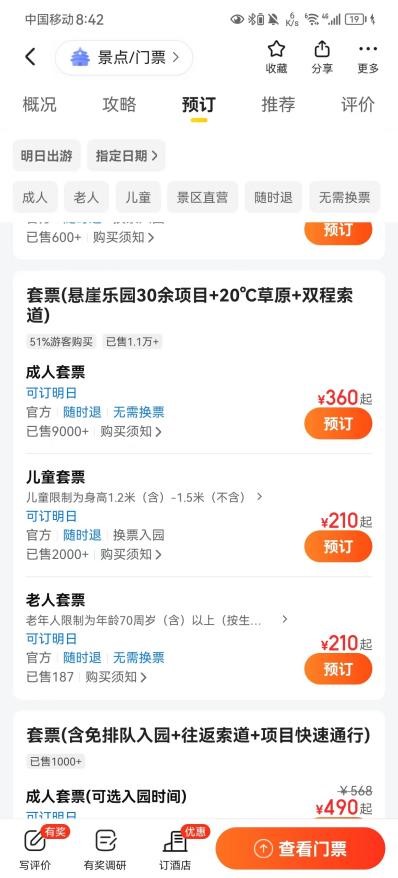 中国移动 8:42
6 K/s 46 19
景点/门票
收藏 分享 更多
概况 攻略 预订 推荐 评价
明日出游 指定日期
成人 老人 儿童 景区直营 随时退 无需换票
已售600+ 购买须知
预订
套票(悬崖乐园30余项目+20℃草原+双程索
道)
51%游客购买 已售1.1万+
成人套票
可订明日
¥360起
官方 随时退 无需换票
预订
已售9000+ 购买须知
儿童套票
儿童限制为身高1.2米（含）-1.5米（不含）
可订明日
¥210起
官方 随时退 换票入园
预订
已售2000+ 购买须知
老人套票
老年人限制为年龄70周岁（含）以上（按生...
可订明日
¥210起
官方 随时退 无需换票
预订
已售187 购买须知
套票(含免排队入园+往返索道+项目快速通行)
已售1000+
¥568
成人套票(可选入园时间)
¥490起
可订明日
有奖 优惠
写评价 有奖调研 订酒店 查看门票